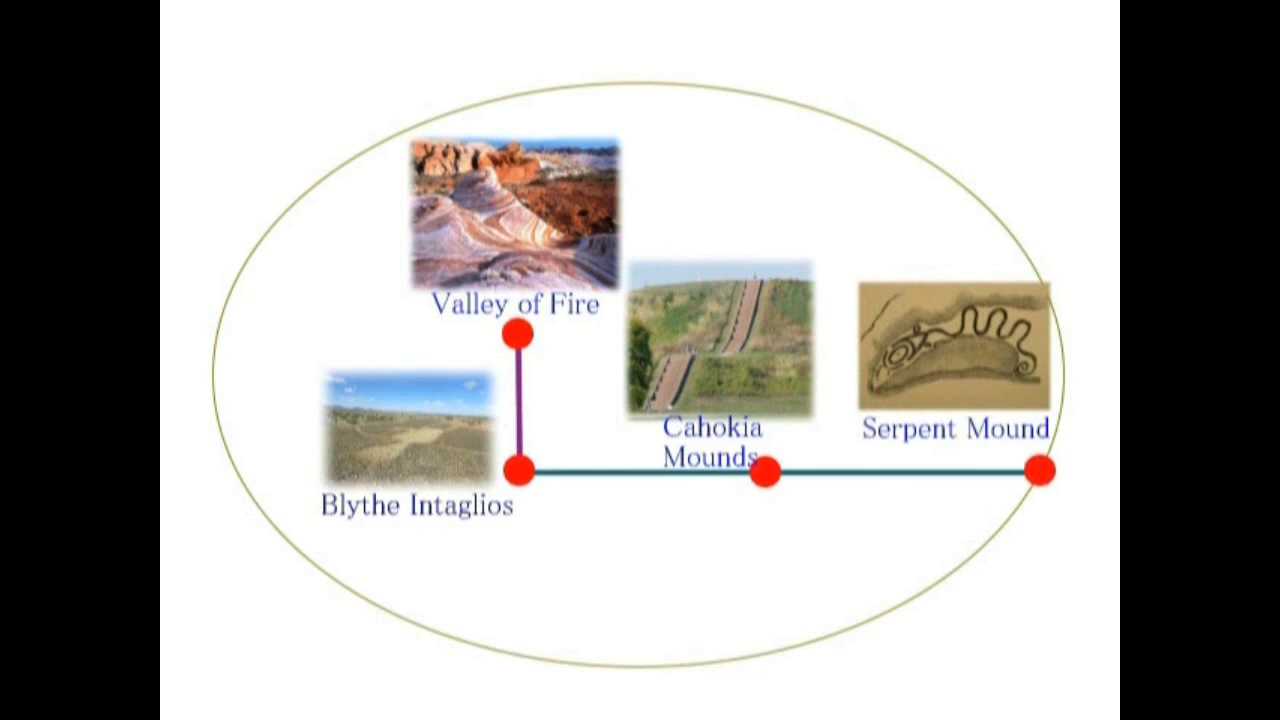 Valley of Fire
Cahokia
Mounds
Serpent Mound
Blythe Intaglios